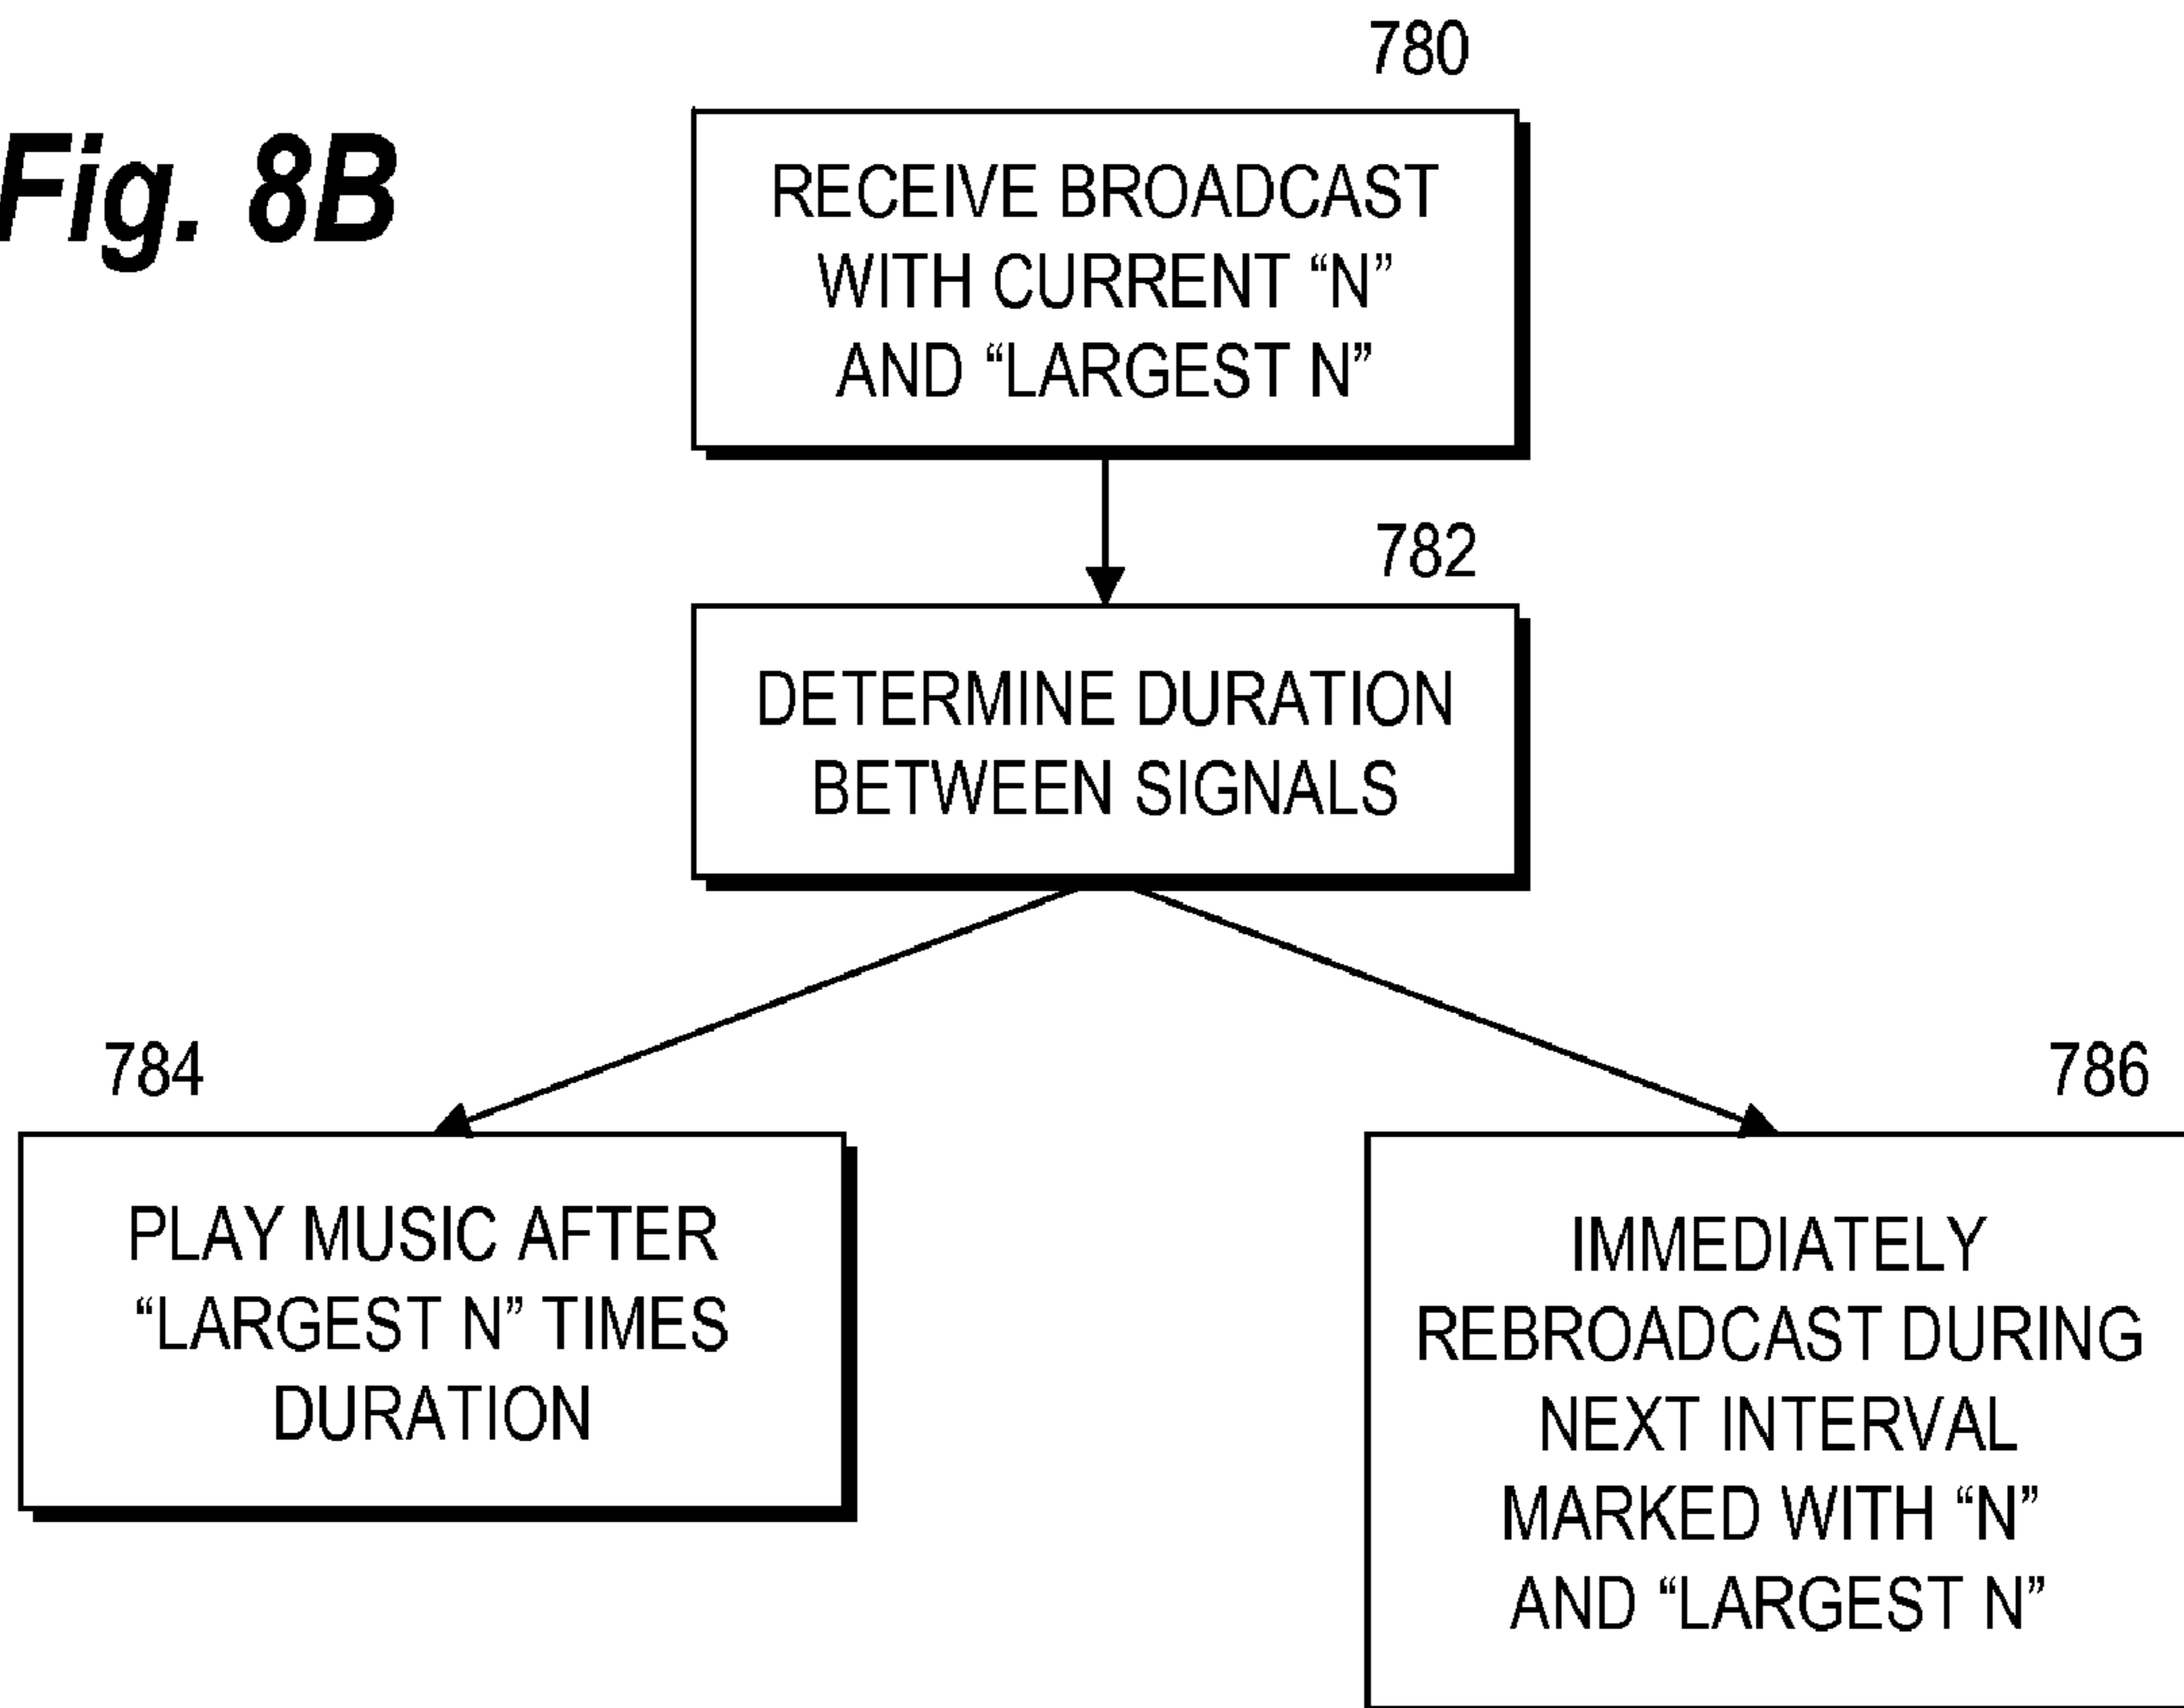 Fig. 8B
780
RECEIVE BROADCAST
WITH CURRENT “N”
AND “LARGEST N”
782
DETERMINE DURATION
BETWEEN SIGNALS
784
PLAY MUSIC AFTER
“LARGEST N” TIMES
DURATION
786
IMMEDIATELY
REBROADCAST DURING
NEXT INTERVAL
MARKED WITH “N”
AND “LARGEST N”